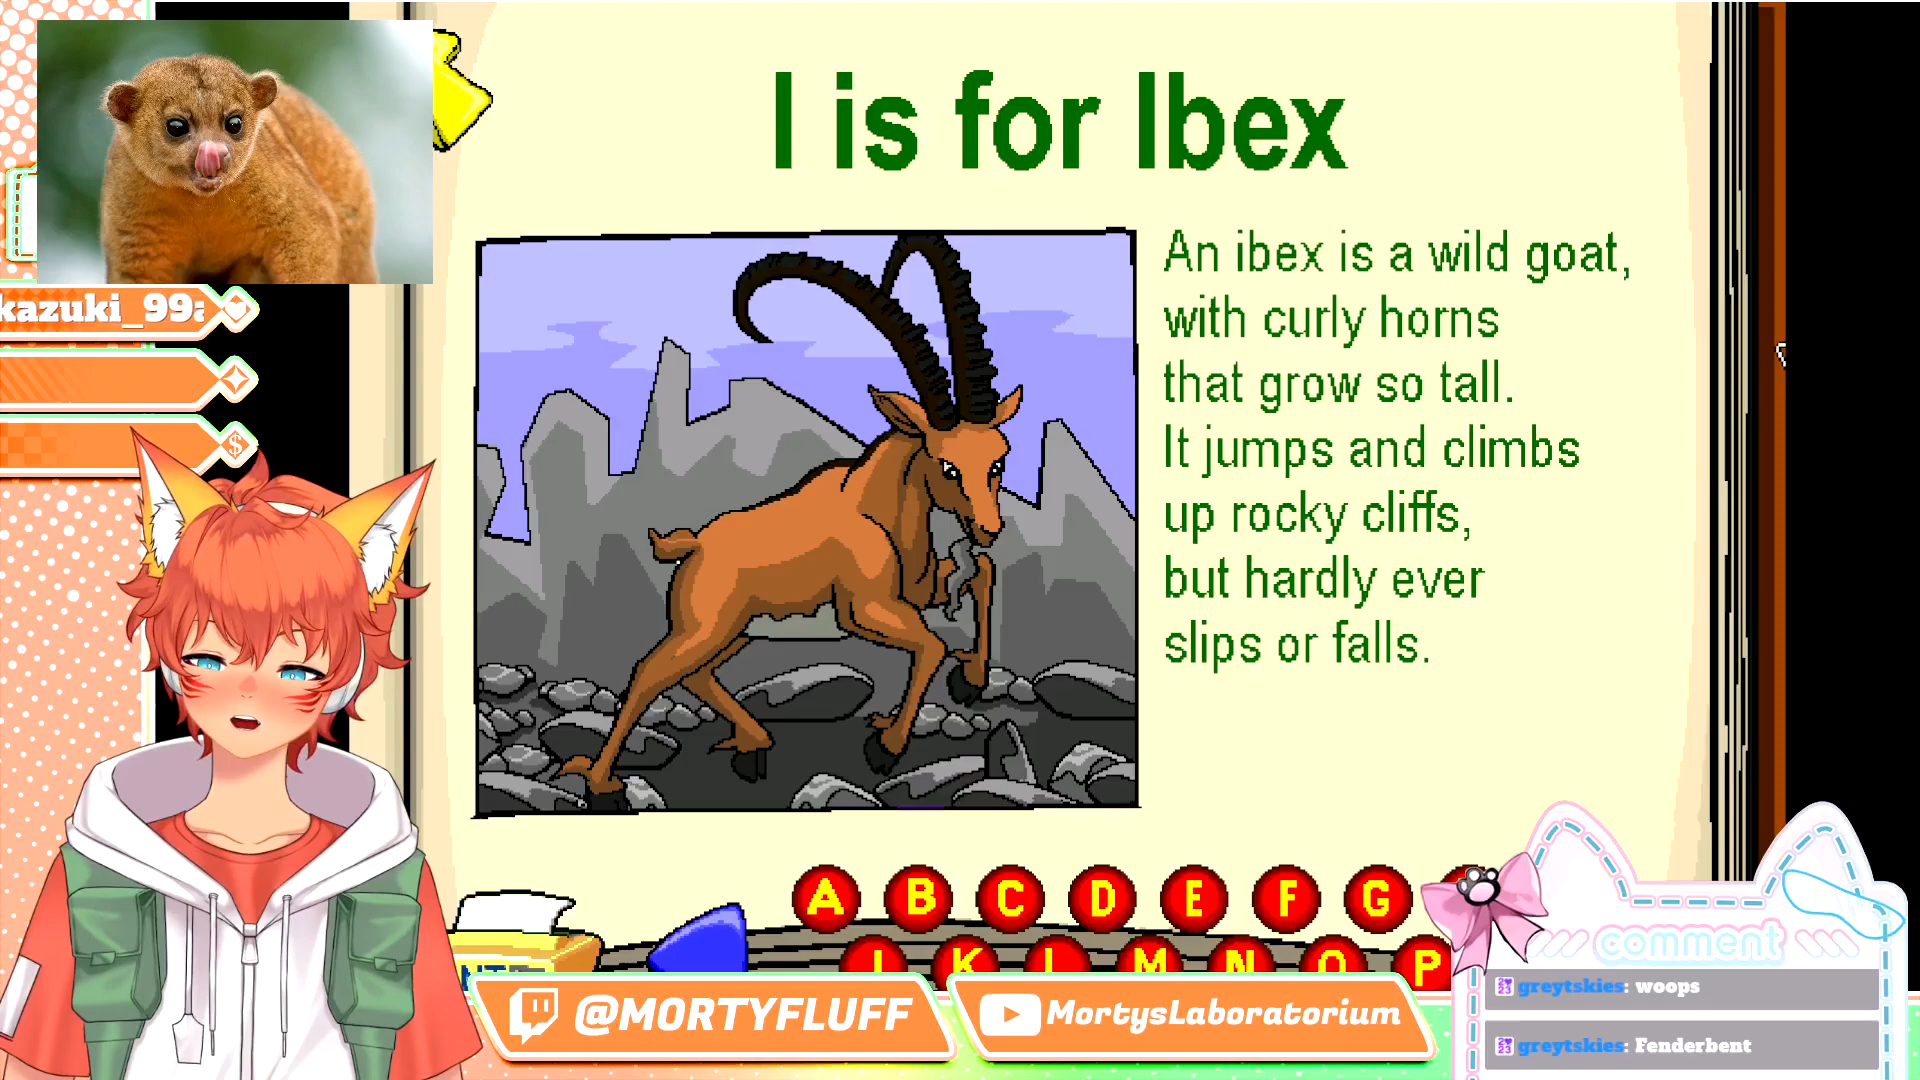 I is for Ibex
kazuki_99
An ibex is a wild goat,
with curly horns
that grow so tall.
It jumps and climbs
up rocky cliffs,
but hardly ever
slips or falls.
$
A B C D E F G
J K L M N O P
@MORTYFLUFF
MortysLaboratorium
comment
greytskies: woops
greytskies: Fenderbent